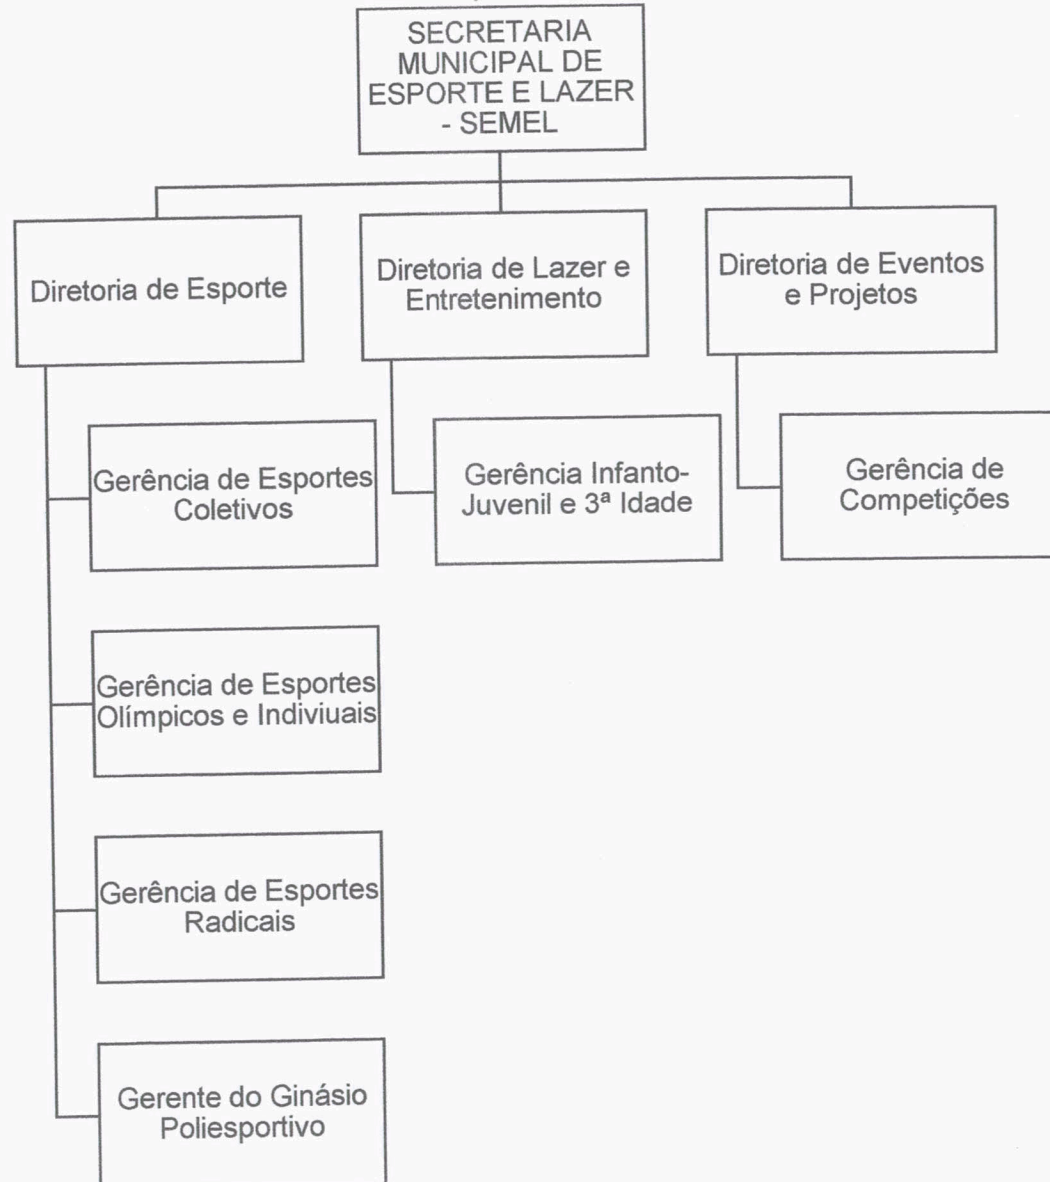 SECRETARIA
MUNICIPAL DE
ESPORTE E LAZER
- SEMEL
Diretoria de Esporte
Diretoria de Lazer e
Entretenimento
Diretoria de Eventos
e Projetos
Gerência de Esportes
Coletivos
Gerência Infanto-
Juvenil e 3ª Idade
Gerência de
Competições
Gerência de Esportes
Olímpicos e Indiviuais
Gerência de Esportes
Radicais
Gerente do Ginásio
Poliesportivo